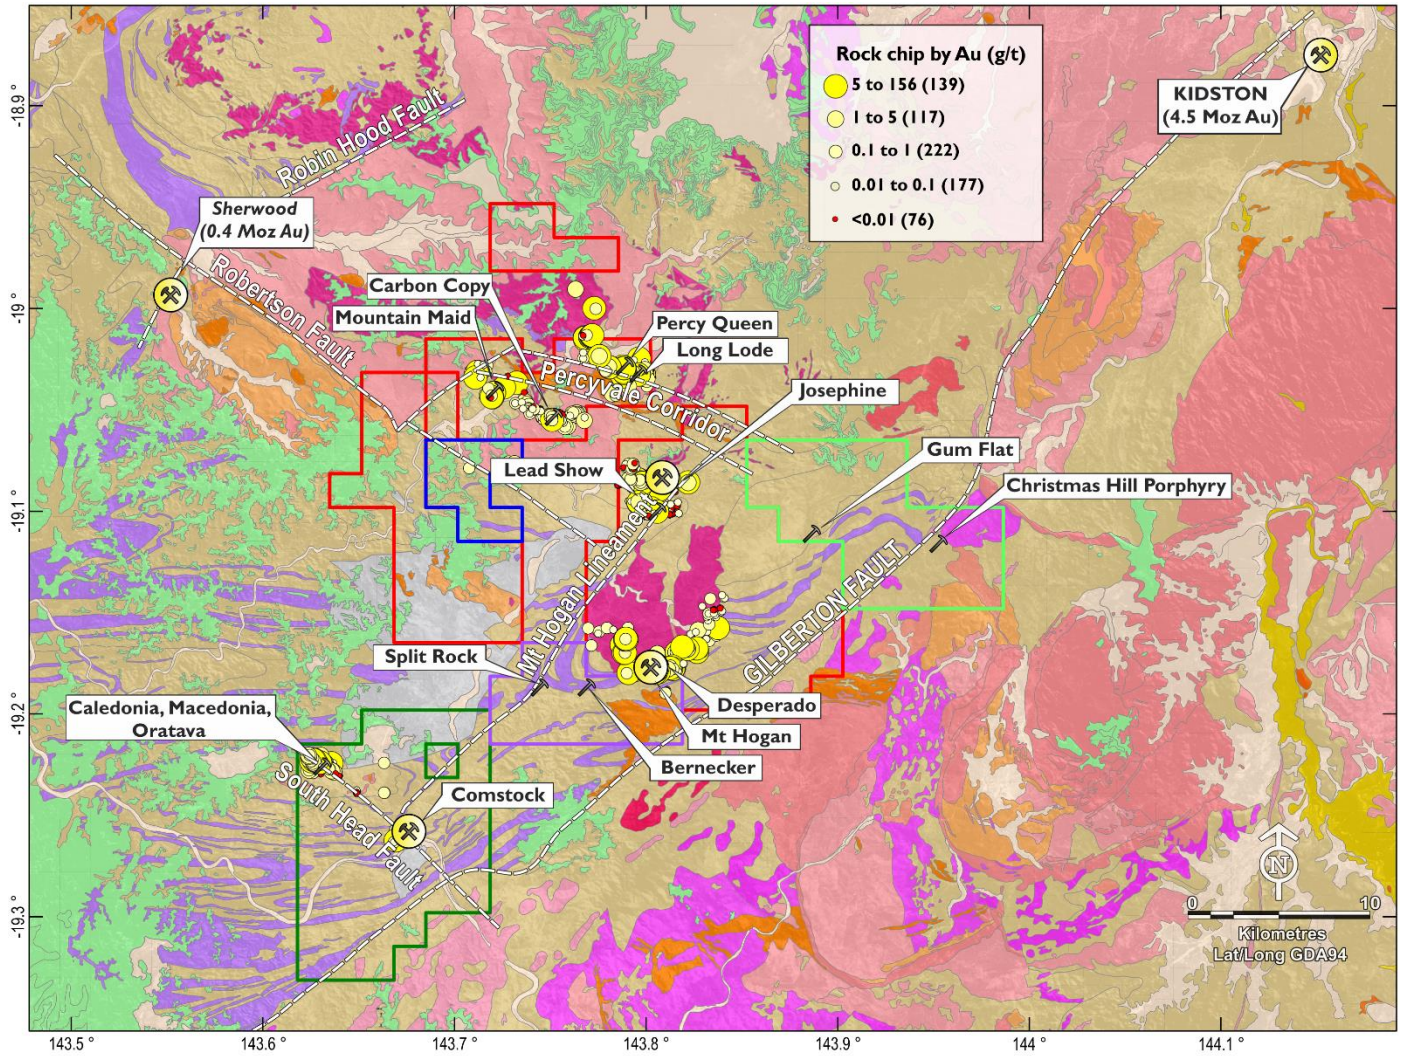 Rock chip by Au (g/t)
5 to 156 (139)
1 to 5 (117)
0.1 to 1 (222)
0.01 to 0.1 (177)
<0.01 (76)
KIDSTON
(4.5 Moz Au)
-18.9
Robin Hood Fault
Sherwood
(0.4 Moz Au)
Robertson Fault
Carbon Copy
Mountain Maid
-19
Percy Queen
Long Lode
Percyvale Corridor
Josephine
Lead Show
Gum Flat
Christmas Hill Porphyry
-19.1
Mt Hogan Lineament
GILBERTON FAULT
Split Rock
Caledonia, Macedonia,
Oratava
-19.2
Desperado
Mt Hogan
Bernecker
South Head Fault
Comstock
N
-19.3
0
10
Kilometres
Lat/Long GDA94
143.5 °
143.6 °
143.7 °
143.8 °
143.9 °
144 °
144.1 °